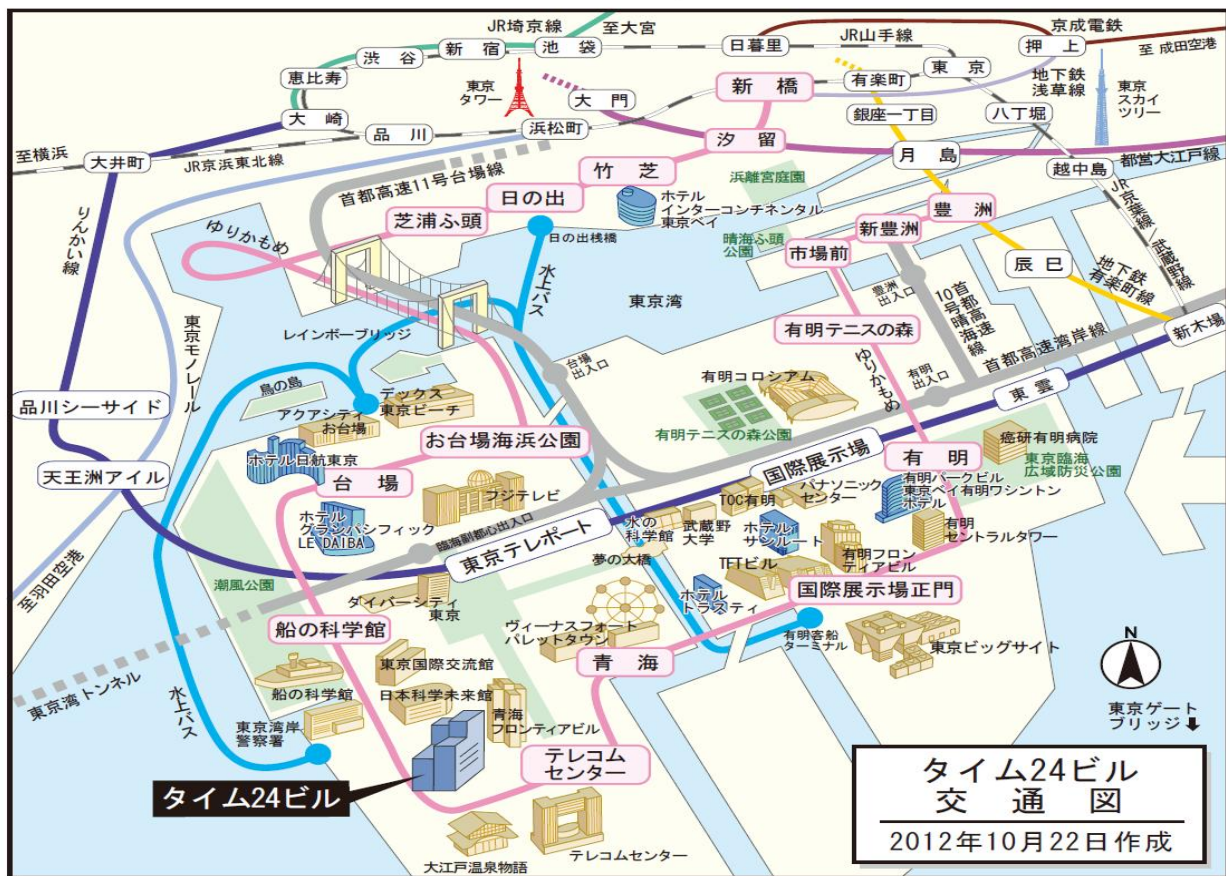 JR埼京線
至大宮
京成電鉄
渋谷
新宿
池袋
日暮里
JR山手線
押上
至 成田空港
恵比寿
東京
タワー
大門
新橋
有楽町
東京
地下鉄
浅草線
東京
スカイ
ツリー
大崎
品川
浜松町
銀座一丁目
八丁堀
至横浜
大井町
JR京浜東北線
汐留
月島
越中島
都営大江戸線
首都高速11号台場線
竹芝
浜離宮庭園
JR京葉線
武蔵野線
りんかい線
日の出
ホテル
インターコンチネンタル
東京ベイ
豊洲
芝浦ふ頭
日の出桟橋
晴海ふ頭
公園
新豊洲
市場前
辰巳
地下鉄
有楽町線
ゆりかもめ
水上バス
豊洲
出入口
10号晴海線
首都高速
東京湾
新木場
東京モノレール
レインボーブリッジ
有明テニスの森
首都高速湾岸線
台場
出入口
ゆりかもめ
有明
出入口
鳥の島
デックス
東京ビーチ
有明コロシアム
東雲
品川シーサイド
アクアシティ
お台場
お台場海浜公園
有明テニスの森公園
国際展示場
有明
癌研有明病院
ホテル日航東京
東京臨海
広域防災公園
天王洲アイル
台場
フジテレビ
パナソニック
センター
有明パークビル
東京ベイ有明ワシントン
ホテル
TOC有明
ホテル
グランパシフィック
LE DAIBA
臨海副都心出入口
東京テレポート
水の
科学館
武蔵野
大学
ホテル
サンルート
有明
セントラルタワー
有明フロン
ティアビル
至羽田空港
潮風公園
夢の大橋
TFTビル
ダイバーシティ
東京
ホテル
トラスティ
国際展示場正門
船の科学館
ヴィーナスフォート
パレットタウン
有明客船
ターミナル
東京ビッグサイト
N
東京国際交流館
青海
東京湾トンネル
水上バス
船の科学館
日本科学未来館
東京ゲート
ブリッジ⬇
東京湾岸
警察署
青海
フロンティアビル
テレコム
センター
タイム24ビル
大江戸温泉物語
テレコムセンター
タイム24ビル
交通図
2012年10月22日作成